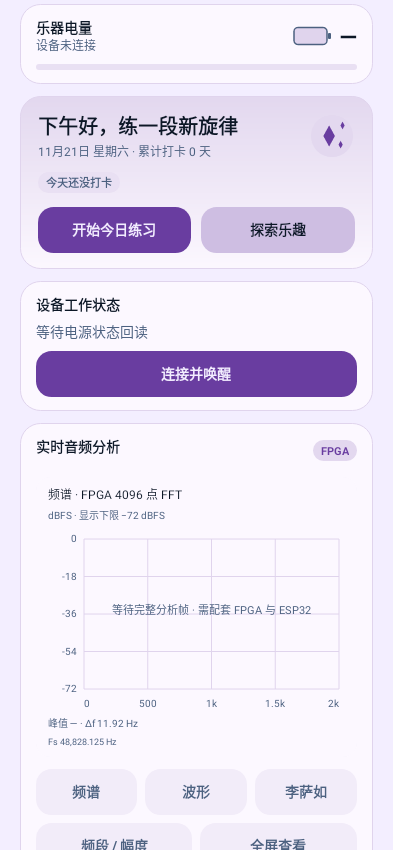 乐器电量
设备未连接
—
下午好，练一段新旋律
11月21日 星期六 · 累计打卡 0 天
今天还没打卡
开始今日练习
探索乐趣
设备工作状态
等待电源状态回读
连接并唤醒
实时音频分析
FPGA
频谱 · FPGA 4096 点 FFT
dBFS · 显示下限 −72 dBFS
0
-18
-36
-54
-72
等待完整分析帧 · 需配套 FPGA 与 ESP32
0 500 1k 1.5k 2k
峰值 — · Δf 11.92 Hz
Fs 48,828.125 Hz
频谱
波形
李萨如
频段 / 幅度
全屏查看